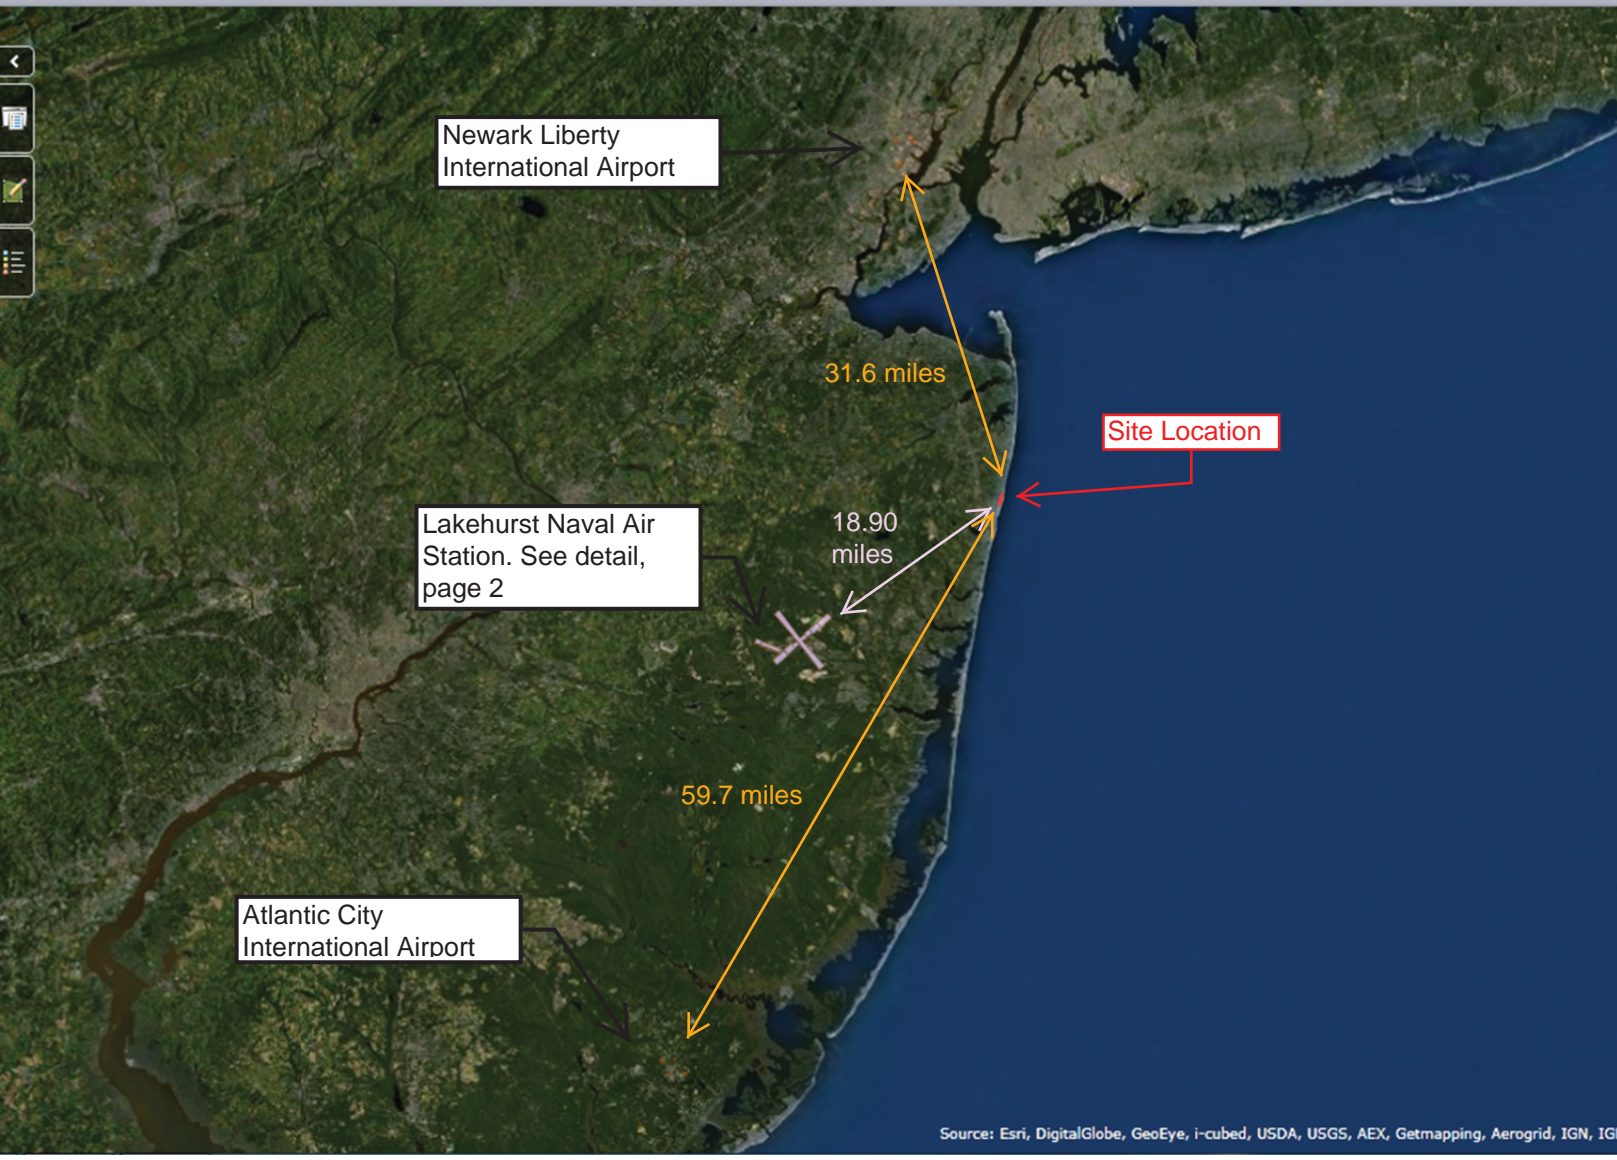 Newark Liberty
International Airport
31.6 miles
Site Location
Lakehurst Naval Air
Station. See detail,
page 2
18.90
miles
59.7 miles
Atlantic City
International Airport
Source: Esri, DigitalGlobe, GeoEye, i-cubed, USDA, USGS, AEX, Getmapping, Aerogrid, IGN,